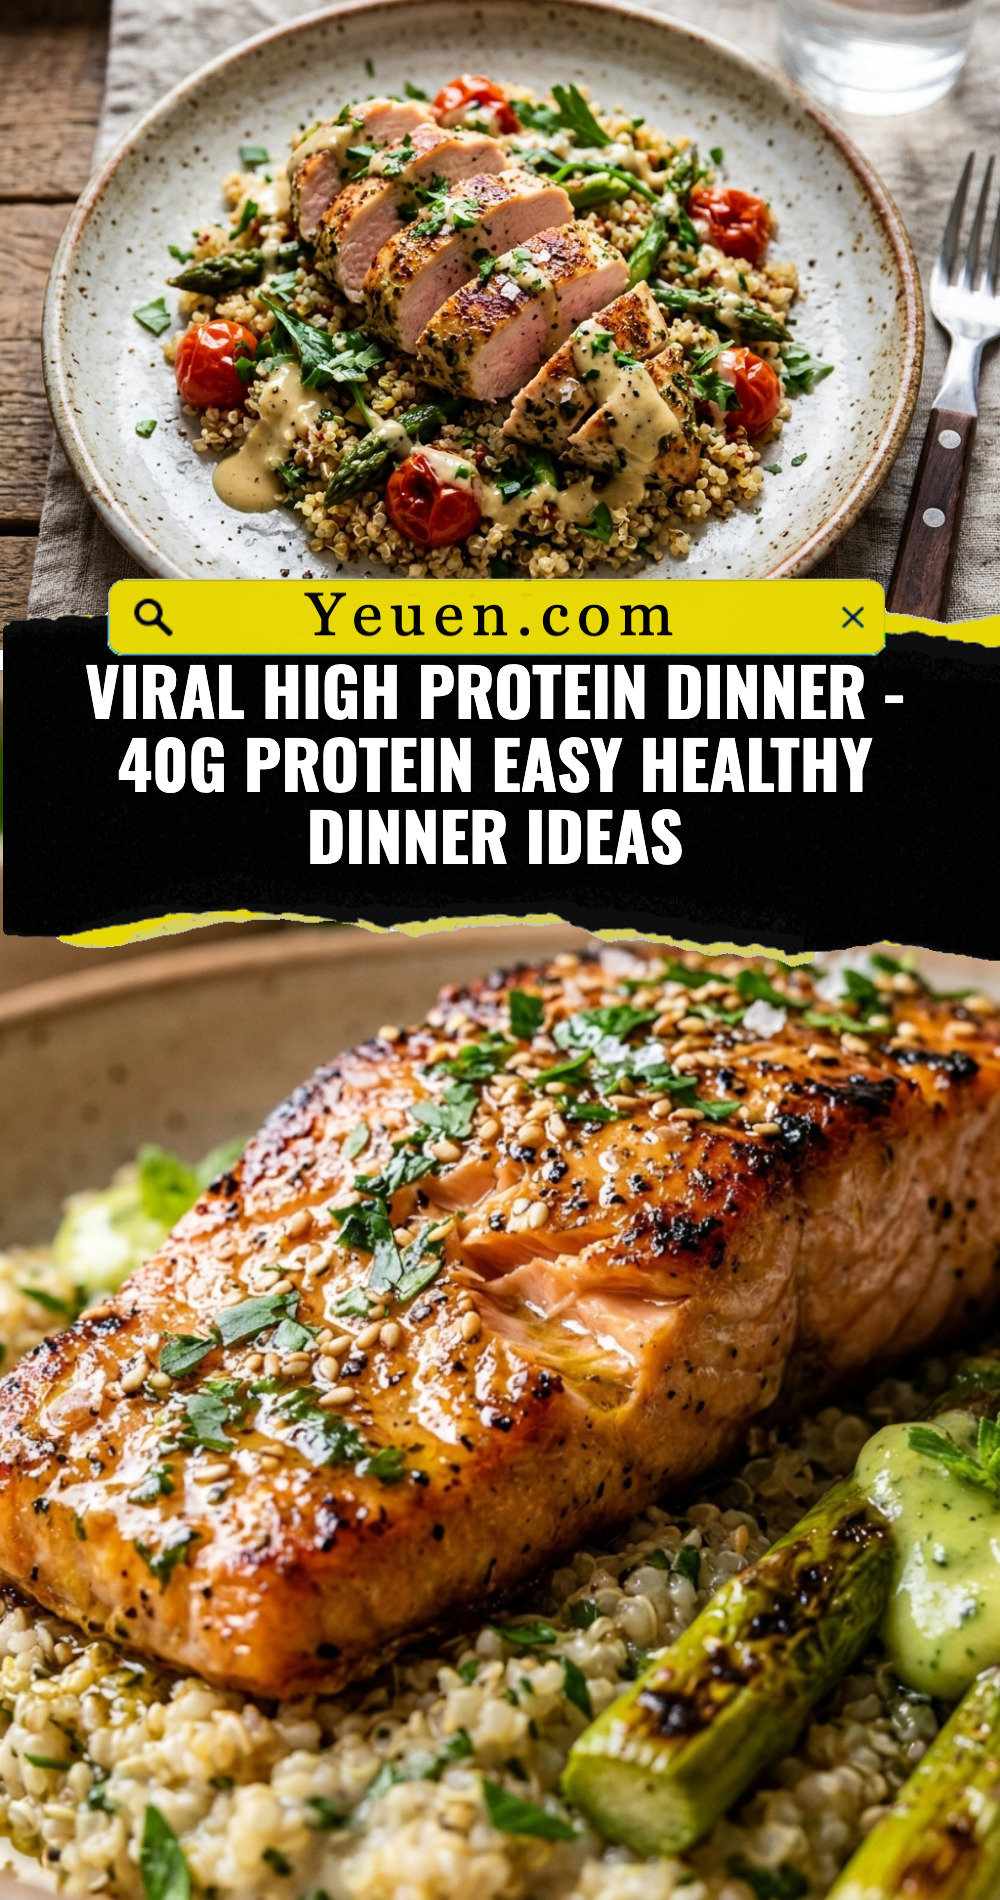 Yeuen.com
VIRAL HIGH PROTEIN DINNER -
40G PROTEIN EASY HEALTHY
DINNER IDEAS